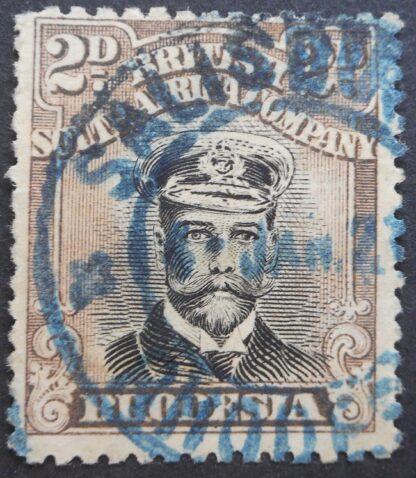 2D 2D
BRITISH
SOUTH AFRICA COMPANY
RHODESIA